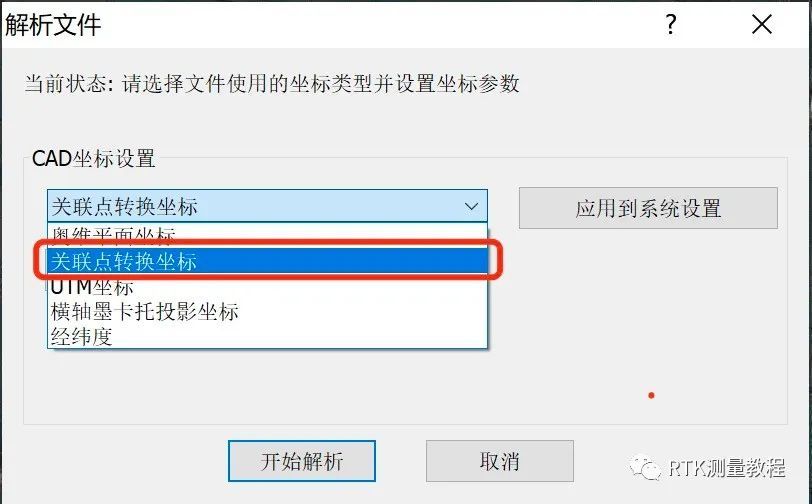 解析文件
当前状态: 请选择文件使用的坐标类型并设置坐标参数
CAD坐标设置
关联点转换坐标
应用到系统设置
奥维平面坐标
关联点转换坐标
UTM坐标
横轴墨卡托投影坐标
经纬度
开始解析
取消
RTK测量教程